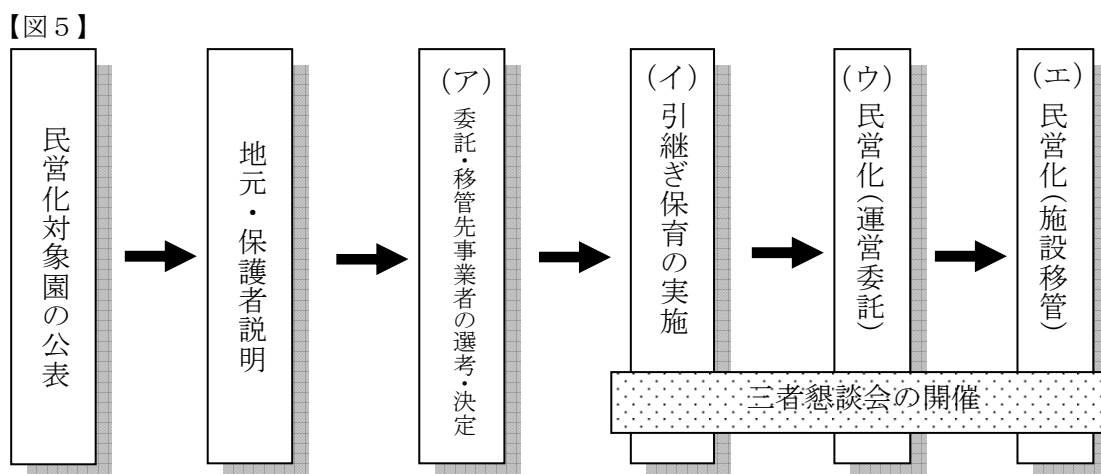 【図5】
民営化対象園の公表
地元・保護者説明
(ア)委託・移管先事業者の選考・決定
(イ)引継ぎ保育の実施
(ウ)民営化(運営委託)
(エ)民営化(施設移管)
三者懇談会の開催